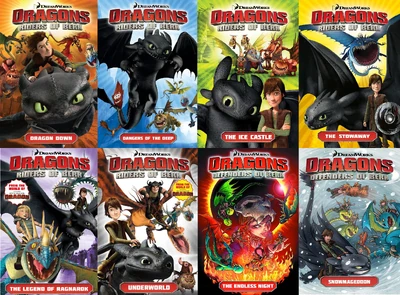 DREAMWORKS
DRAGONS
RIDERS OF BERK
DRAGON DOWN
DREAMWORKS
DRAGONS
RIDERS OF BERK
DANGERS OF THE DEEP
DREAMWORKS
DRAGONS
RIDERS OF BERK
THE ICE CASTLE
DREAMWORKS
DRAGONS
RIDERS OF BERK
THE STOWAWAY
DREAMWORKS
DRAGONS
RIDERS OF BERK
THE LEGEND OF RAGNAROK
DREAMWORKS
DRAGONS
RIDERS OF BERK
UNDERWORLD
DREAMWORKS
DRAGONS
DEFENDERS OF BERK
THE ENDLESS NIGHT
DREAMWORKS
DRAGONS
DEFENDERS OF BERK
SNOWMAGEDDON